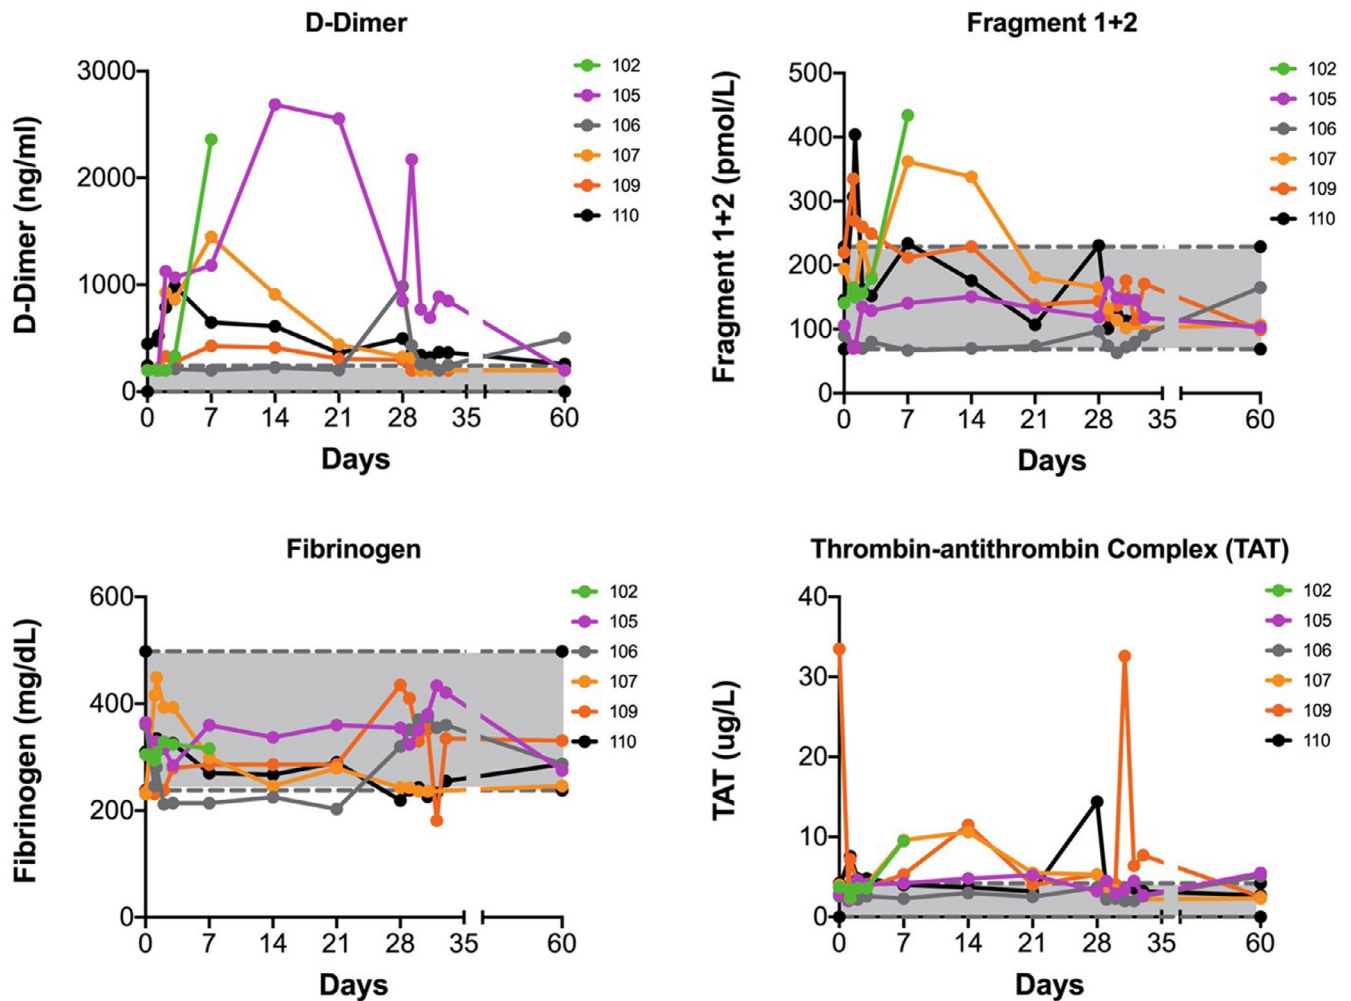 D-Dimer
D-Dimer (ng/ml)
3000
2000
1000
0
0 7 14 21 28 35 60
Days
102
105
106
107
109
110
Fragment 1+2
Fragment 1+2 (pmol/L)
500
400
300
200
100
0
0 7 14 21 28 35 60
Days
102
105
106
107
109
110
Fibrinogen
Fibrinogen (mg/dL)
600
400
200
0
0 7 14 21 28 35 60
Days
102
105
106
107
109
110
Thrombin-antithrombin Complex (TAT)
TAT (ug/L)
40
30
20
10
0
0 7 14 21 28 35 60
Days
102
105
106
107
109
110